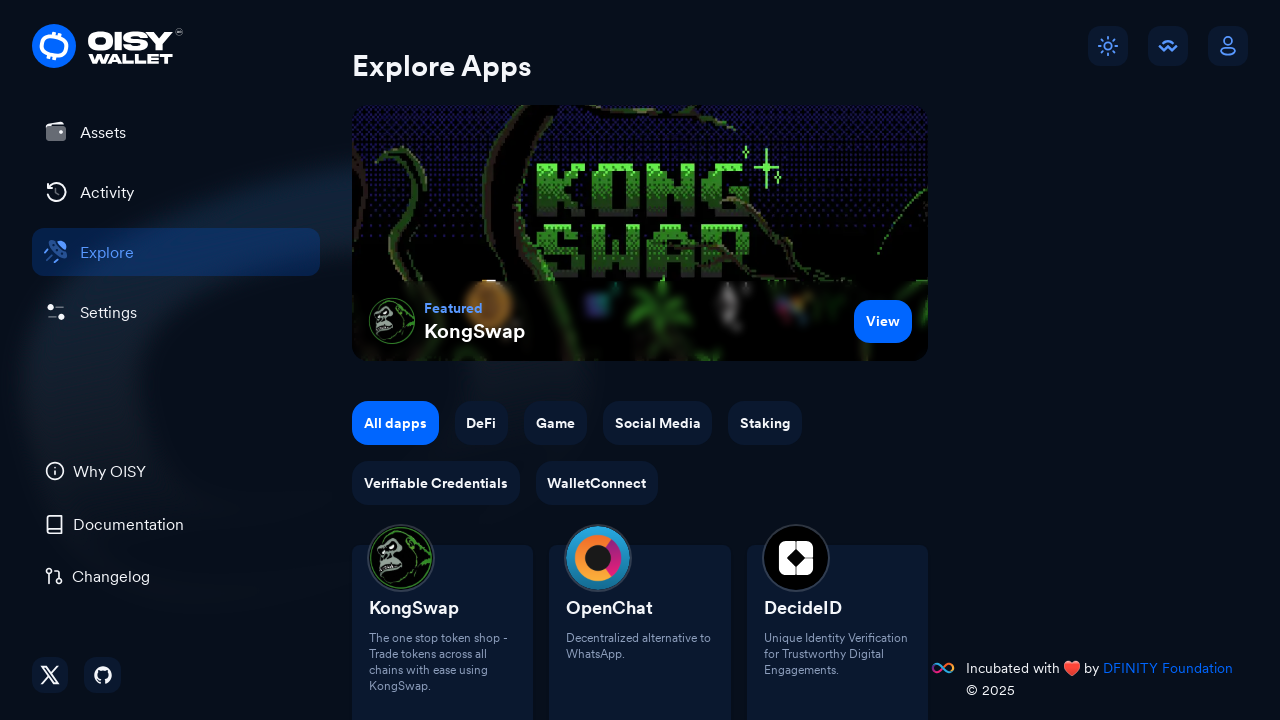 OISY
WALLET
Assets
Activity
Explore
Settings
Why OISY
Documentation
Changelog
Explore Apps
KONG
SWAP
Featured
KongSwap
View
All dapps
DeFi
Game
Social Media
Staking
Verifiable Credentials
WalletConnect
KongSwap
The one stop token shop -
Trade tokens across all
chains with ease using
KongSwap.
OpenChat
Decentralized alternative to
WhatsApp.
DecideID
Unique Identity Verification
for Trustworthy Digital
Engagements.
Incubated with ❤️ by DFINITY Foundation
© 2025